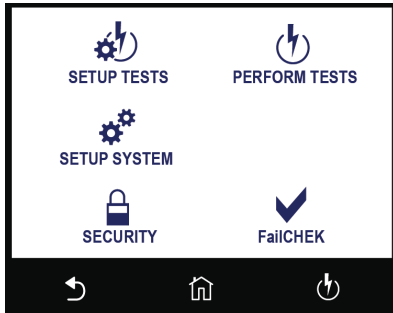 SETUP TESTS
PERFORM TESTS
SETUP SYSTEM
SECURITY
FailCHEK